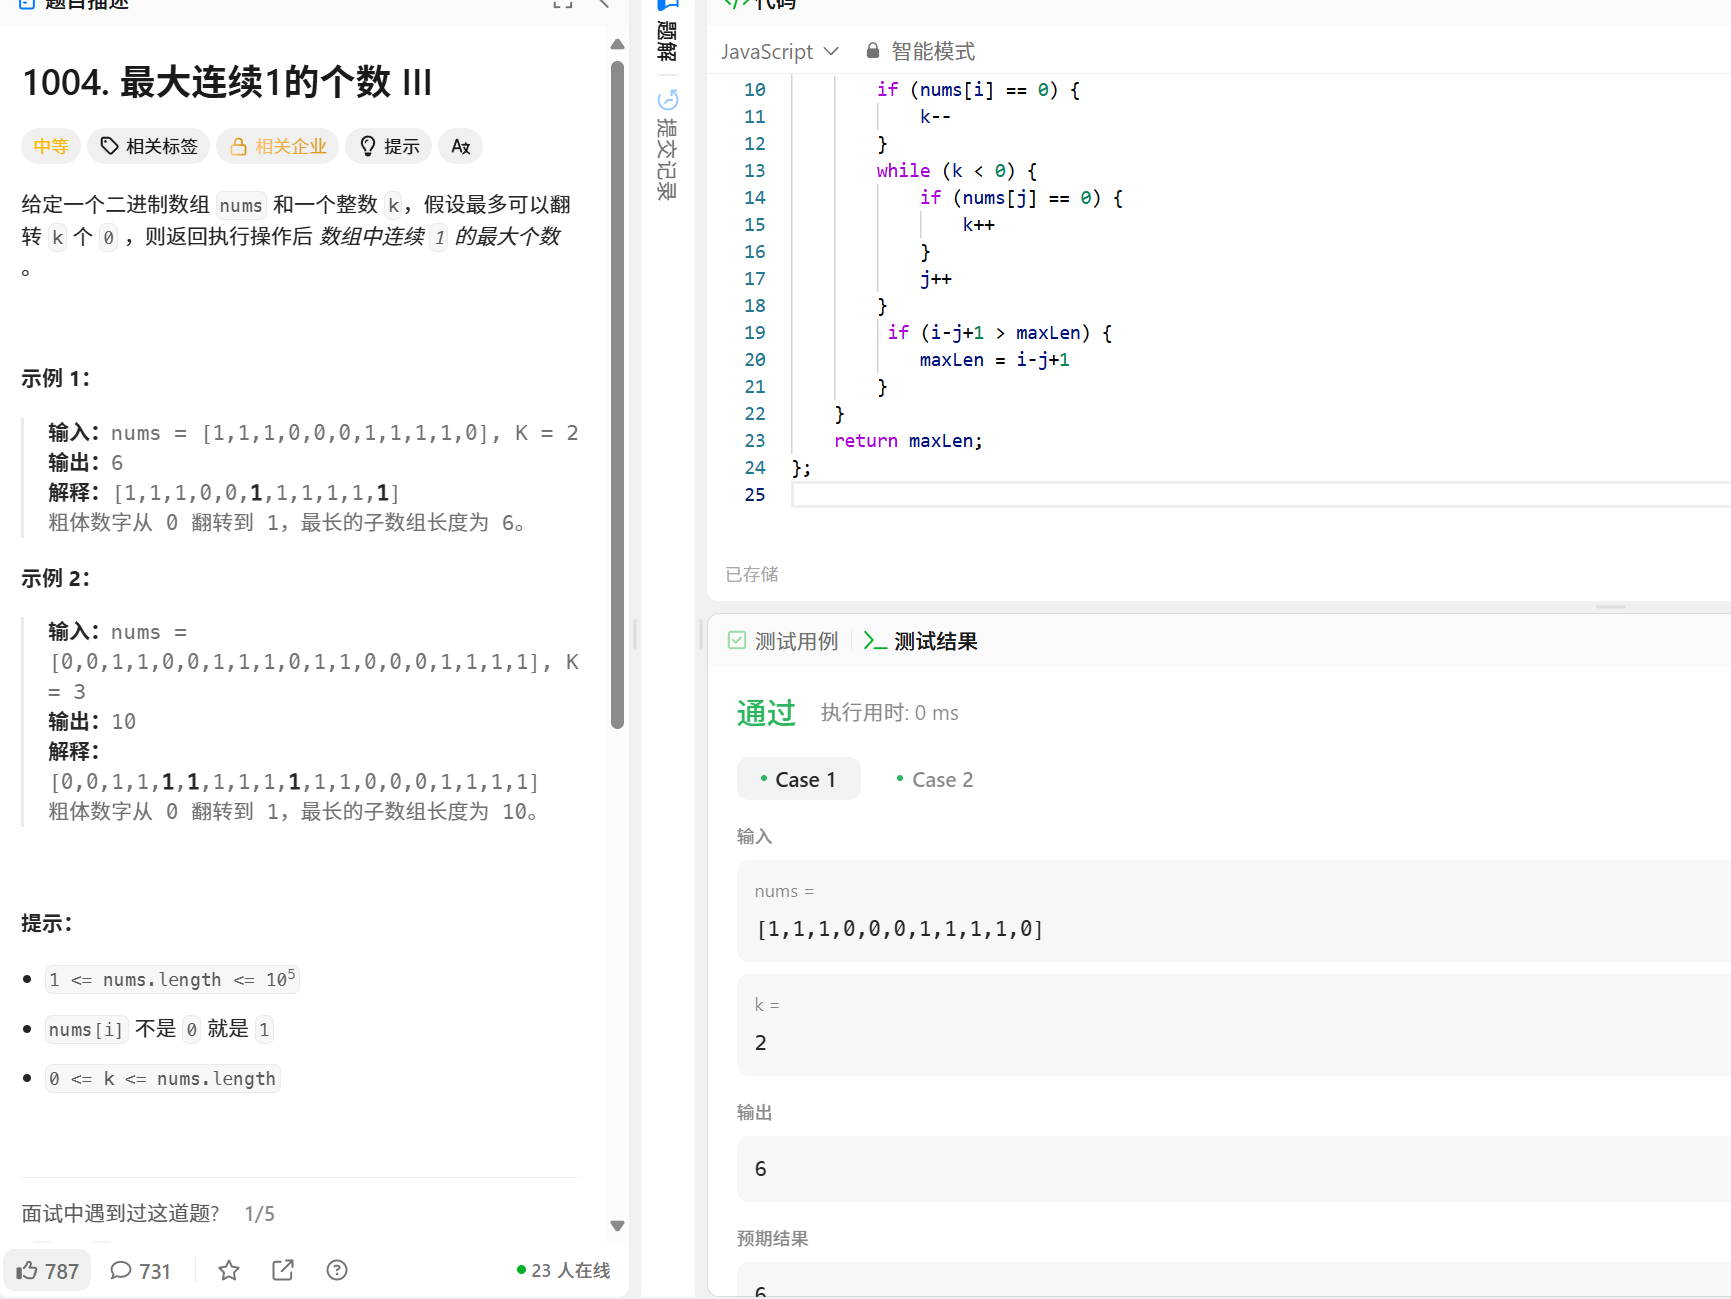 题目描述
1004. 最大连续1的个数 III
中等 相关标签 相关企业 提示
给定一个二进制数组 nums 和一个整数 k，假设最多可以翻
转 k 个 0 ，则返回执行操作后 数组中连续 1 的最大个数
。
示例 1：
输入：nums = [1,1,1,0,0,0,1,1,1,1,0], K = 2
输出：6
解释：[1,1,1,0,0,1,1,1,1,1,1]
粗体数字从 0 翻转到 1，最长的子数组长度为 6。
示例 2：
输入：nums =
[0,0,1,1,0,0,1,1,1,0,1,1,0,0,0,1,1,1,1], K
= 3
输出：10
解释：
[0,0,1,1,1,1,1,1,1,1,1,1,0,0,0,1,1,1,1]
粗体数字从 0 翻转到 1，最长的子数组长度为 10。
提示：
1 <= nums.length <= 10⁵
nums[i] 不是 0 就是 1
0 <= k <= nums.length
面试中遇到过这道题? 1/5
787 731 23 人在线
题解
提交记录
</> 代码
JavaScript 智能模式
10 if (nums[i] == 0) {
11 k--
12 }
13 while (k < 0) {
14 if (nums[j] == 0) {
15 k++
16 }
17 j++
18 }
19 if (i-j+1 > maxLen) {
20 maxLen = i-j+1
21 }
22 }
23 return maxLen;
24 };
25
已存储
测试用例 >_ 测试结果
通过 执行用时: 0 ms
• Case 1 • Case 2
输入
nums =
[1,1,1,0,0,0,1,1,1,1,0]
k =
2
输出
6
预期结果
6